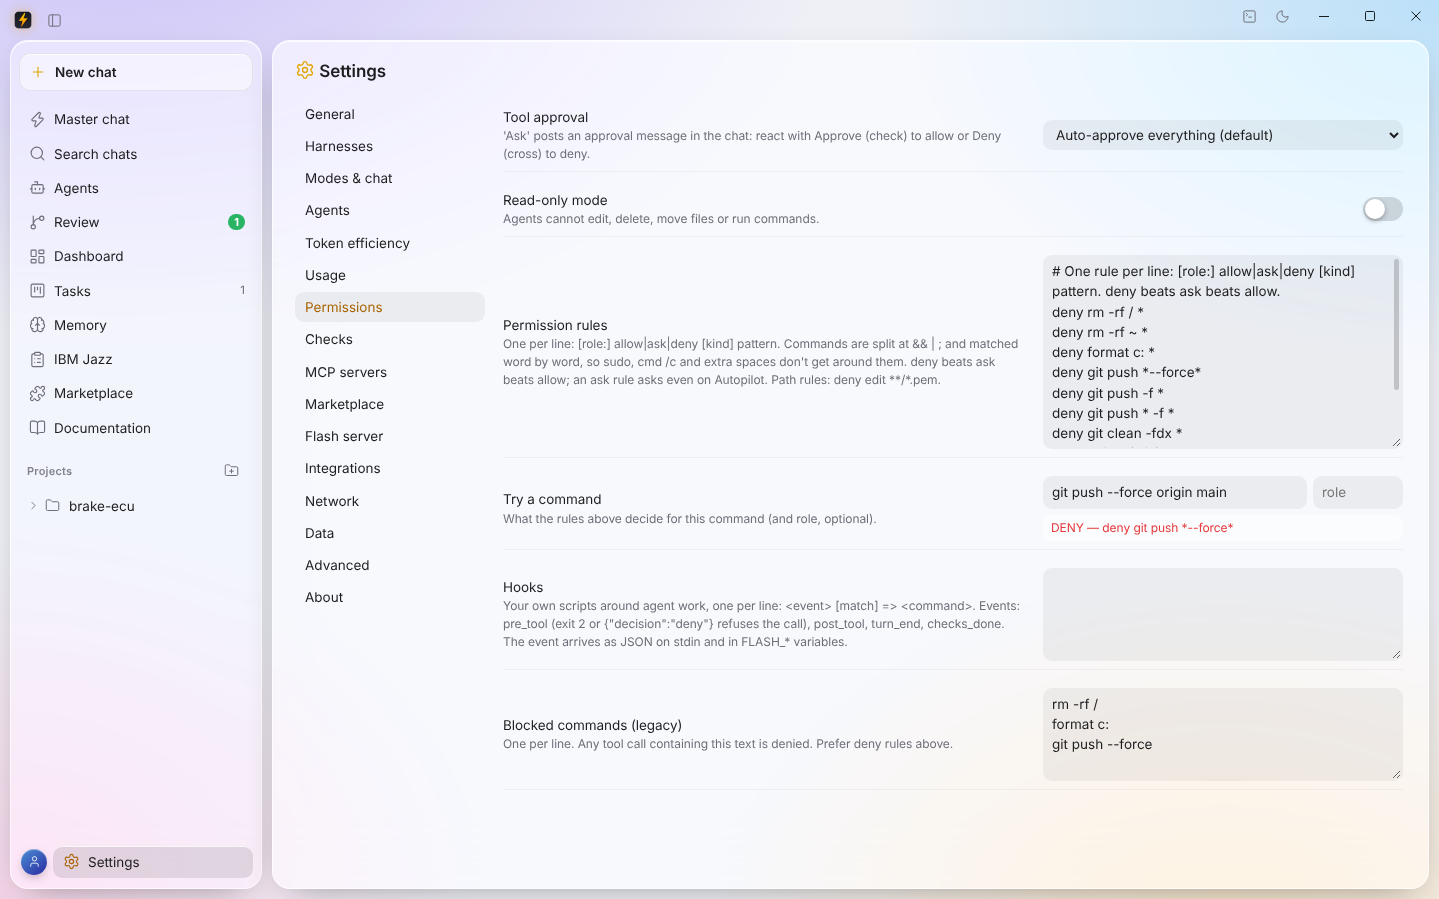 New chat
Master chat
Search chats
Agents
Review
1
Dashboard
Tasks
1
Memory
IBM Jazz
Marketplace
Documentation
Projects
brake-ecu
Settings
Settings
General
Harnesses
Modes & chat
Agents
Token efficiency
Usage
Permissions
Checks
MCP servers
Marketplace
Flash server
Integrations
Network
Data
Advanced
About
Tool approval
'Ask' posts an approval message in the chat: react with Approve (check) to allow or Deny
(cross) to deny.
Auto-approve everything (default)
Read-only mode
Agents cannot edit, delete, move files or run commands.
Permission rules
One per line: [role:] allow|ask|deny [kind] pattern. Commands are split at && | ; and matched
word by word, so sudo, cmd /c and extra spaces don't get around them. deny beats ask
beats allow; an ask rule asks even on Autopilot. Path rules: deny edit **/*.pem.
# One rule per line: [role:] allow|ask|deny [kind]
pattern. deny beats ask beats allow.
deny rm -rf / *
deny rm -rf ~ *
deny format c: *
deny git push *--force*
deny git push -f *
deny git push * -f *
deny git clean -fdx *
Try a command
What the rules above decide for this command (and role, optional).
git push --force origin main
role
DENY — deny git push *--force*
Hooks
Your own scripts around agent work, one per line: <event> [match] => <command>. Events:
pre_tool (exit 2 or {"decision":"deny"} refuses the call), post_tool, turn_end, checks_done.
The event arrives as JSON on stdin and in FLASH_* variables.
Blocked commands (legacy)
One per line. Any tool call containing this text is denied. Prefer deny rules above.
rm -rf /
format c:
git push --force